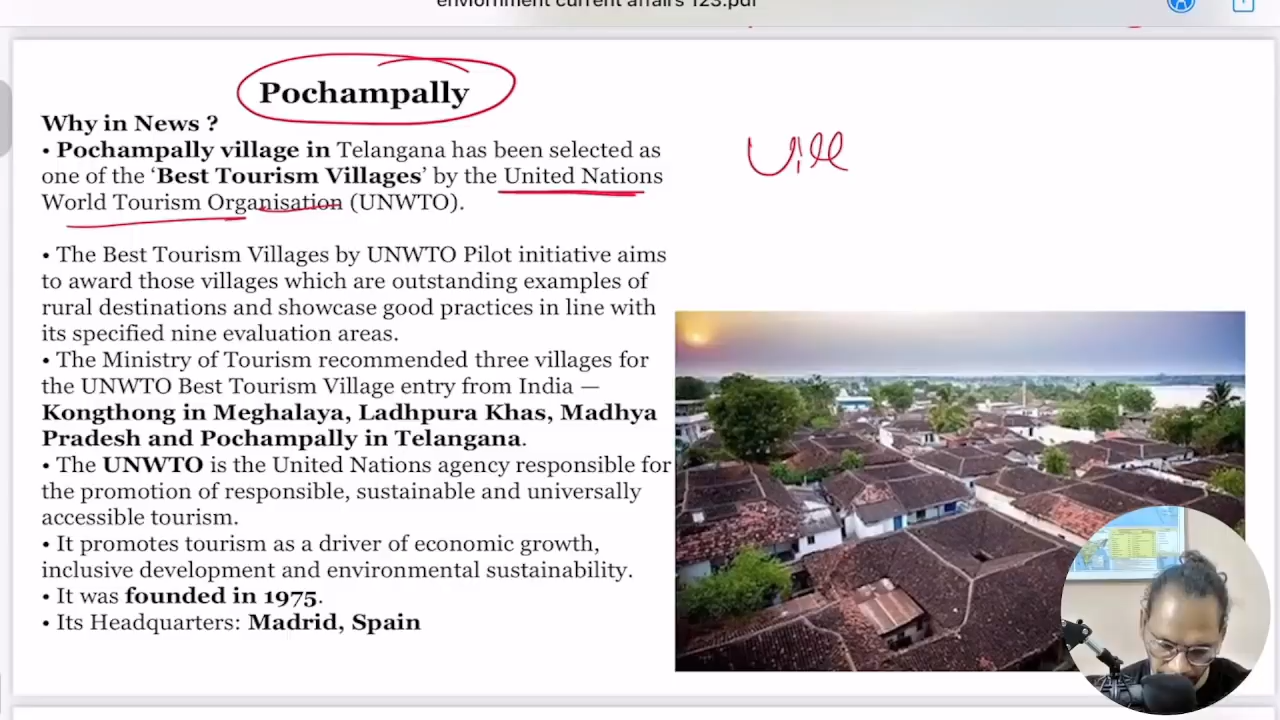 enviornment current affairs 123.pdf
Pochampally
Why in News ?
• Pochampally village in Telangana has been selected as
one of the ‘Best Tourism Villages’ by the United Nations
World Tourism Organisation (UNWTO).
Vill
• The Best Tourism Villages by UNWTO Pilot initiative aims
to award those villages which are outstanding examples of
rural destinations and showcase good practices in line with
its specified nine evaluation areas.
• The Ministry of Tourism recommended three villages for
the UNWTO Best Tourism Village entry from India —
Kongthong in Meghalaya, Ladhpura Khas, Madhya
Pradesh and Pochampally in Telangana.
• The UNWTO is the United Nations agency responsible for
the promotion of responsible, sustainable and universally
accessible tourism.
• It promotes tourism as a driver of economic growth,
inclusive development and environmental sustainability.
• It was founded in 1975.
• Its Headquarters: Madrid, Spain